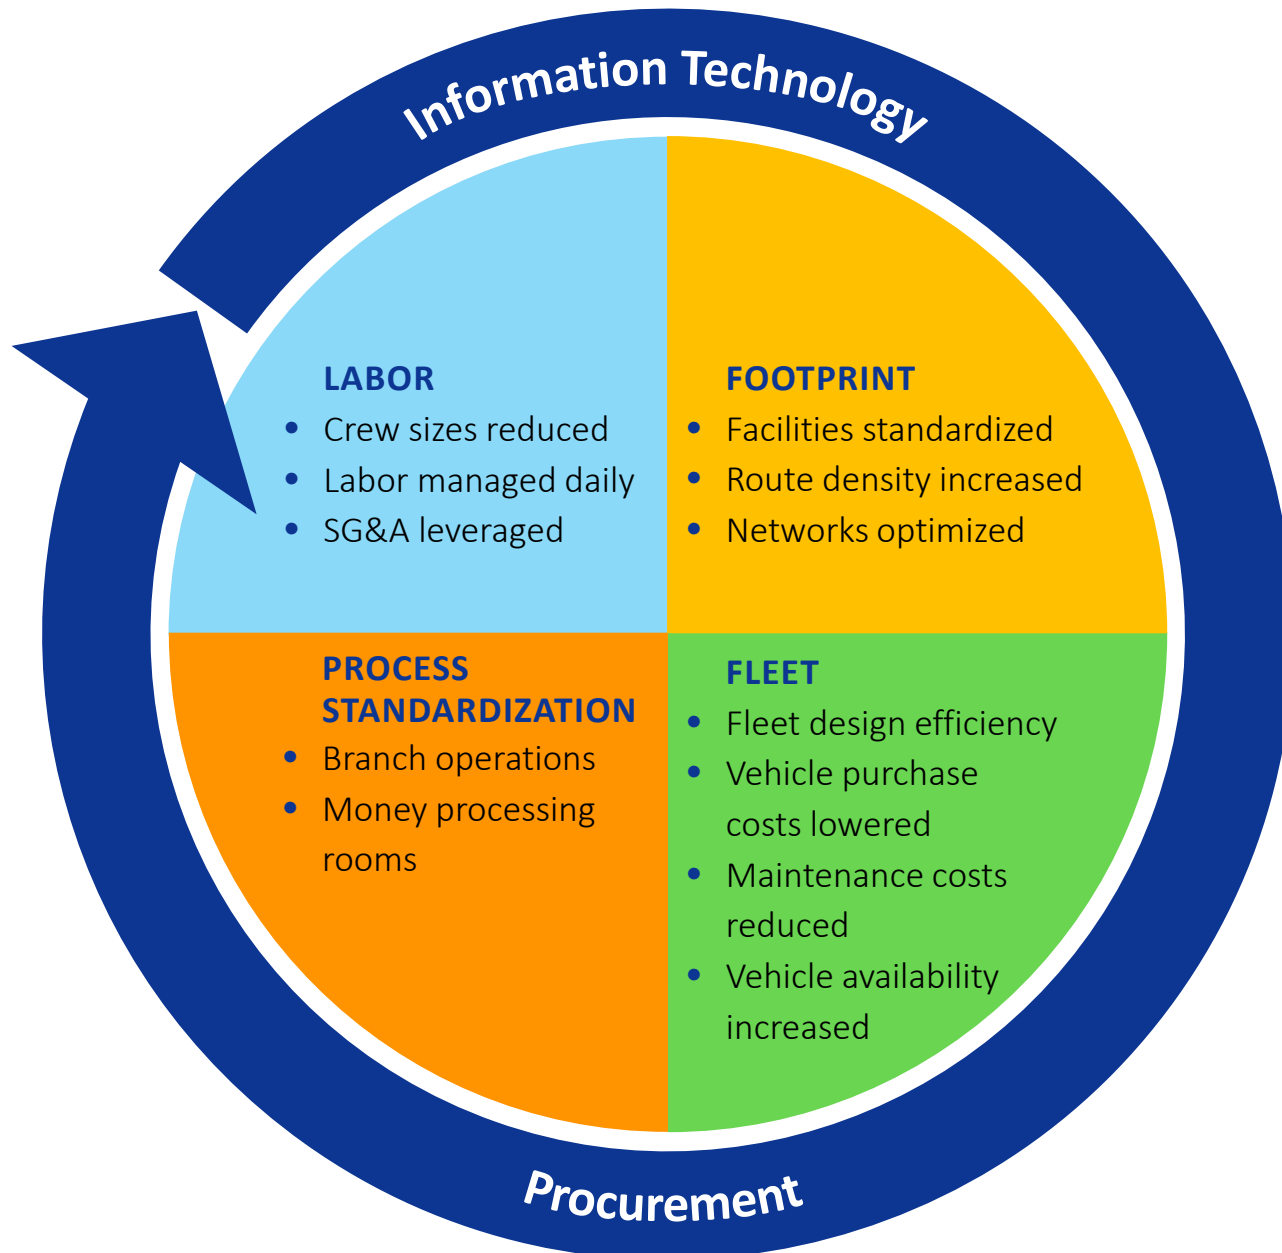 Information Technology
LABOR
• Crew sizes reduced
• Labor managed daily
• SG&A leveraged
FOOTPRINT
• Facilities standardized
• Route density increased
• Networks optimized
PROCESS
STANDARDIZATION
• Branch operations
• Money processing
rooms
FLEET
• Fleet design efficiency
• Vehicle purchase
costs lowered
• Maintenance costs
reduced
• Vehicle availability
increased
Procurement